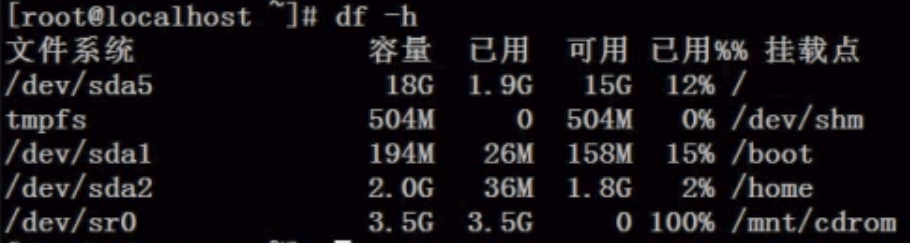 [root@localhost ~]# df -h
文件系统 容量 已用 可用 已用%% 挂载点
/dev/sda5 18G 1.9G 15G 12% /
tmpfs 504M 0 504M 0% /dev/shm
/dev/sda1 194M 26M 158M 15% /boot
/dev/sda2 2.0G 36M 1.8G 2% /home
/dev/sr0 3.5G 3.5G 0 100% /mnt/cdrom